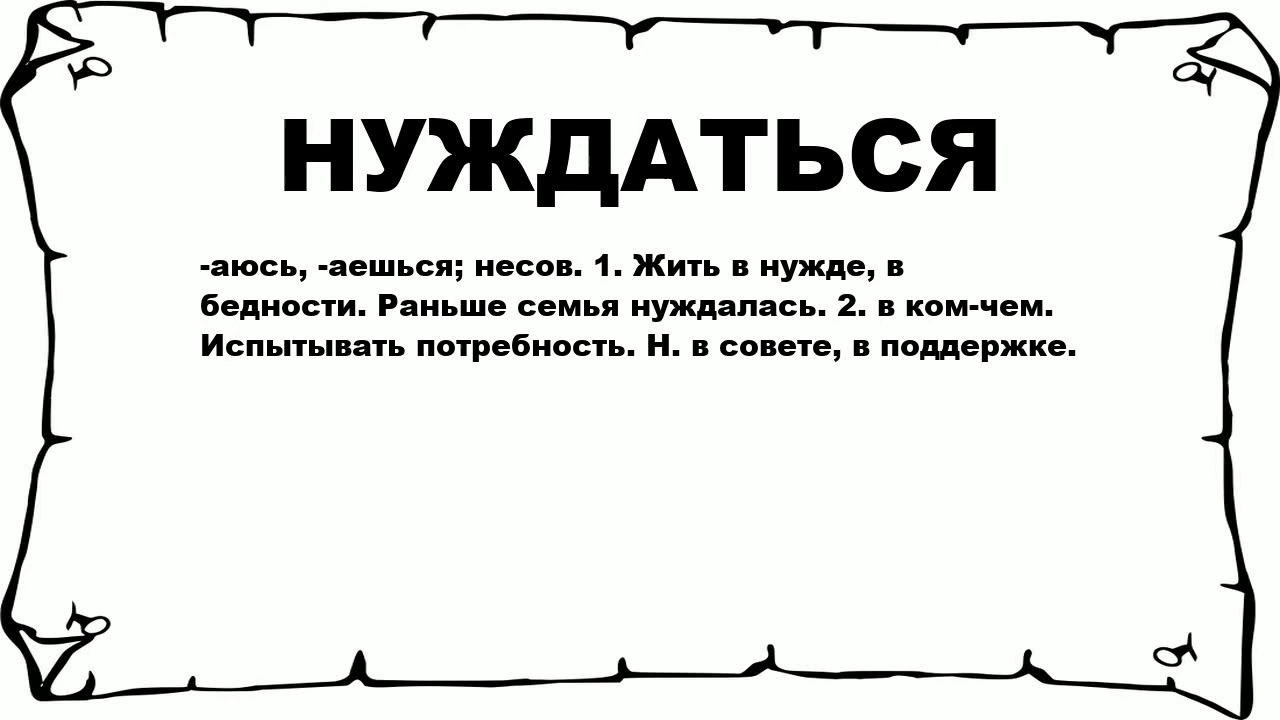 НУЖДАТЬСЯ
-аюсь, -аешься; несов. 1. Жить в нужде, в
бедности. Раньше семья нуждалась. 2. в ком-чем.
Испытывать потребность. Н. в совете, в поддержке.